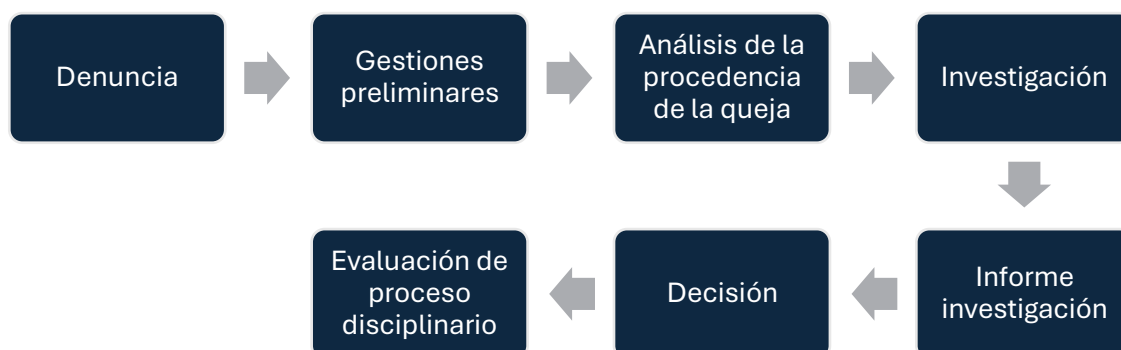 Denuncia
Gestiones
preliminares
Análisis de la
procedencia
de la queja
Investigación
Informe
investigación
Decisión
Evaluación de
proceso
disciplinario